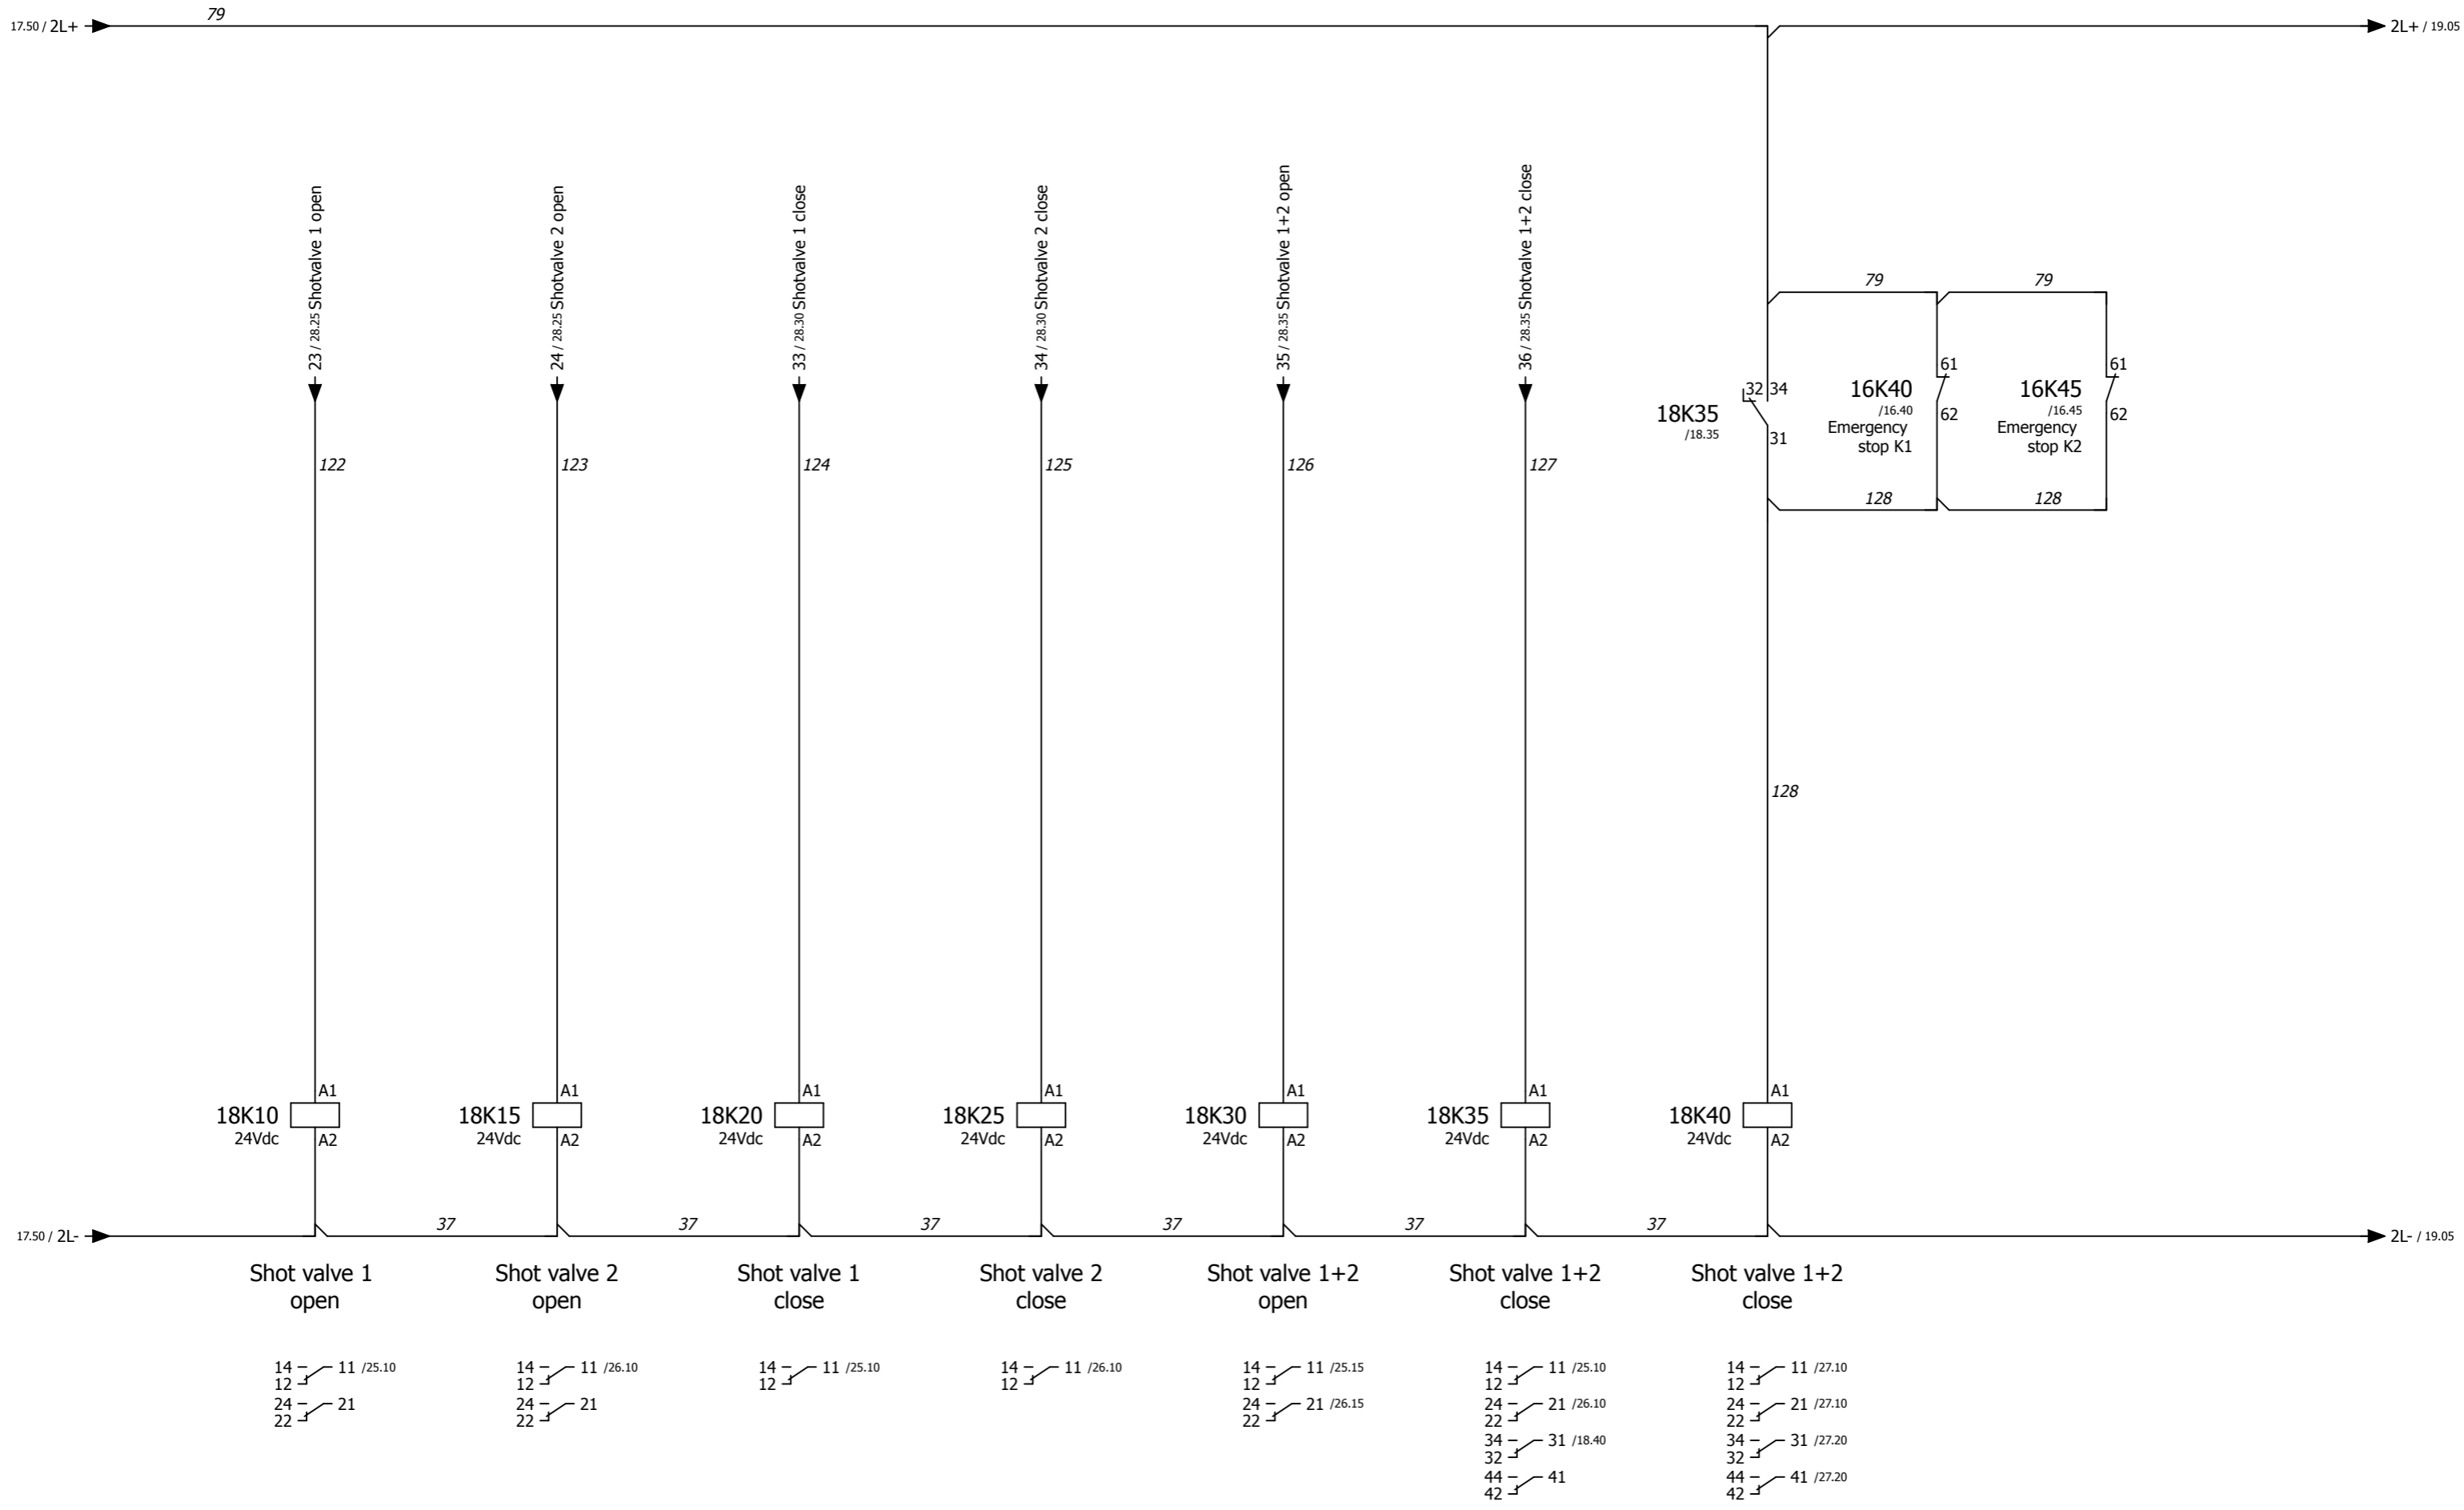 79
17.50 / 2L+
2L+ / 19.05
23 / 28.25 Shotvalve 1 open
24 / 28.25 Shotvalve 2 open
33 / 28.30 Shotvalve 1 close
34 / 28.30 Shotvalve 2 close
35 / 28.35 Shotvalve 1+2 open
36 / 28.35 Shotvalve 1+2 close
79
79
18K35
/18.35
32 34
31
16K40
/16.40
Emergency
stop K1
61
62
16K45
/16.45
Emergency
stop K2
61
62
122
123
124
125
126
127
128
128
128
18K10
24Vdc
A1
A2
18K15
24Vdc
A1
A2
18K20
24Vdc
A1
A2
18K25
24Vdc
A1
A2
18K30
24Vdc
A1
A2
18K35
24Vdc
A1
A2
18K40
24Vdc
A1
A2
17.50 / 2L-
37
37
37
37
37
37
2L- / 19.05
Shot valve 1
open
Shot valve 2
open
Shot valve 1
close
Shot valve 2
close
Shot valve 1+2
open
Shot valve 1+2
close
Shot valve 1+2
close
14 11 /25.10
12
24 21
22
14 11 /26.10
12
24 21
22
14 11 /25.10
12
14 11 /26.10
12
14 11 /25.15
12
24 21 /26.15
22
14 11 /25.10
12
24 21 /26.10
22
34 31 /18.40
32
44 41
42
14 11 /27.10
12
24 21 /27.10
22
34 31 /27.20
32
44 41 /27.20
42